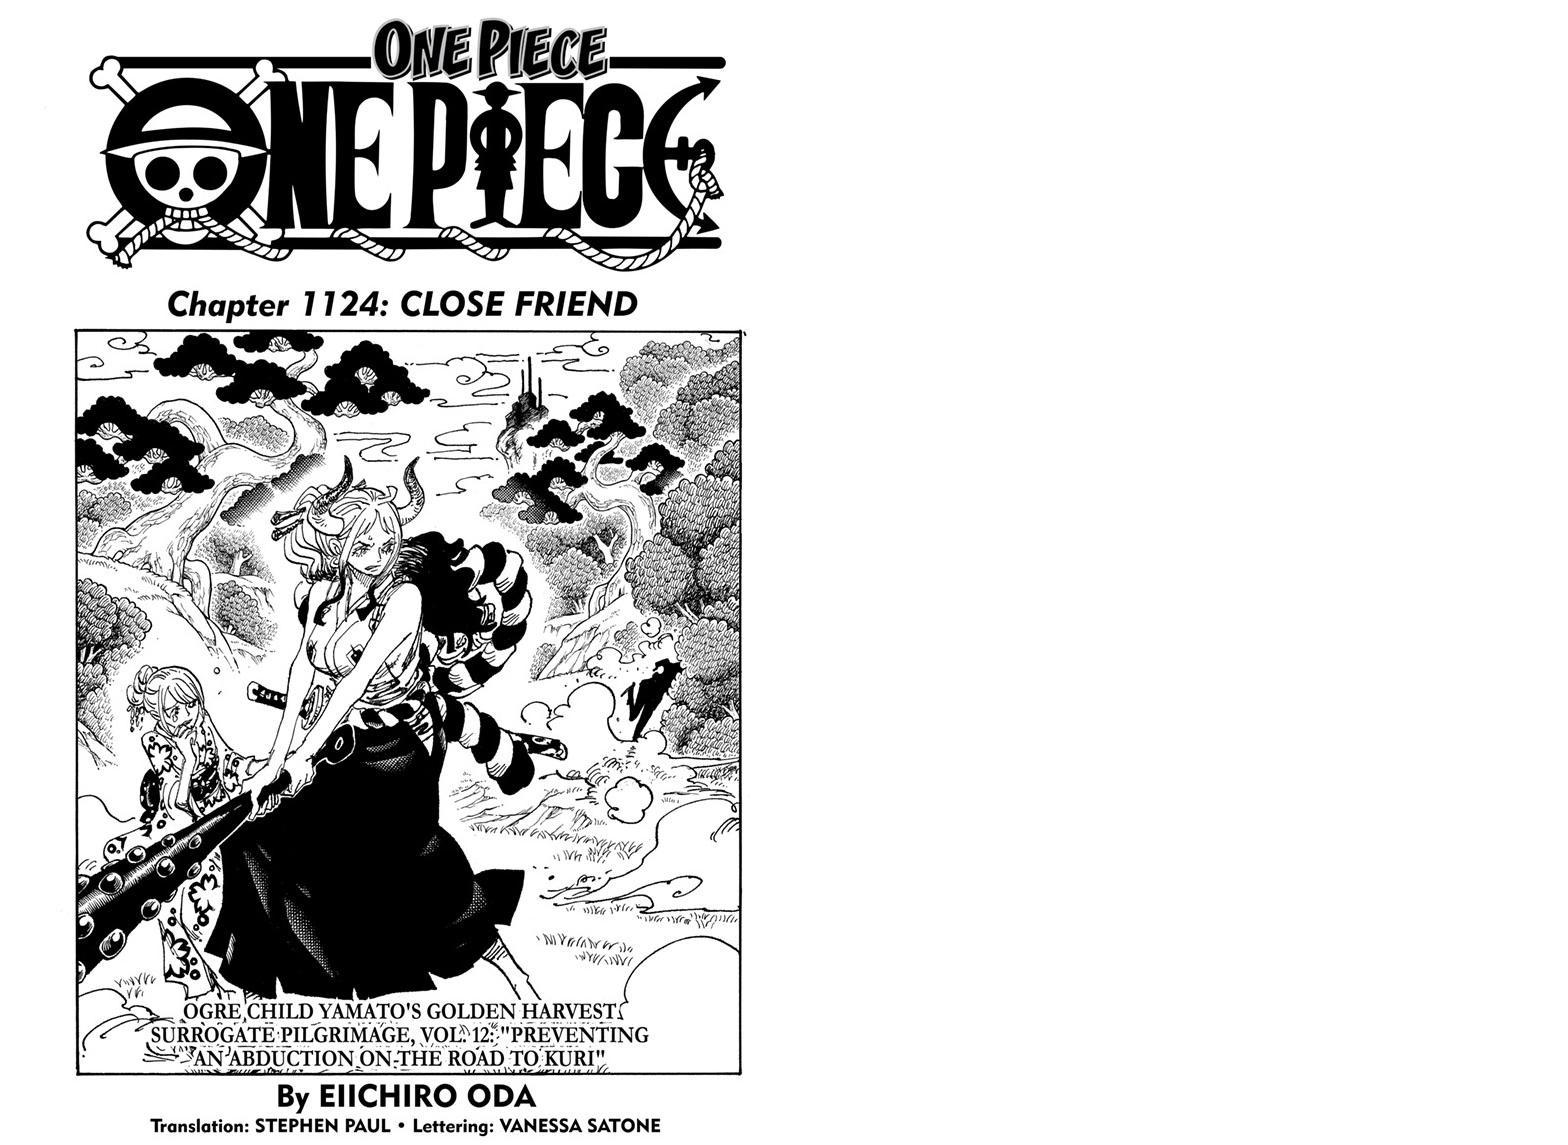 ONE PIECE
ONE PIECE
Chapter 1124: CLOSE FRIEND
OGRE CHILD YAMATO'S GOLDEN HARVEST
SURROGATE PILGRIMAGE, VOL. 12: "PREVENTING
AN ABDUCTION ON THE ROAD TO KURI"
By EIICHIRO ODA
Translation: STEPHEN PAUL • Lettering: VANESSA SATONE